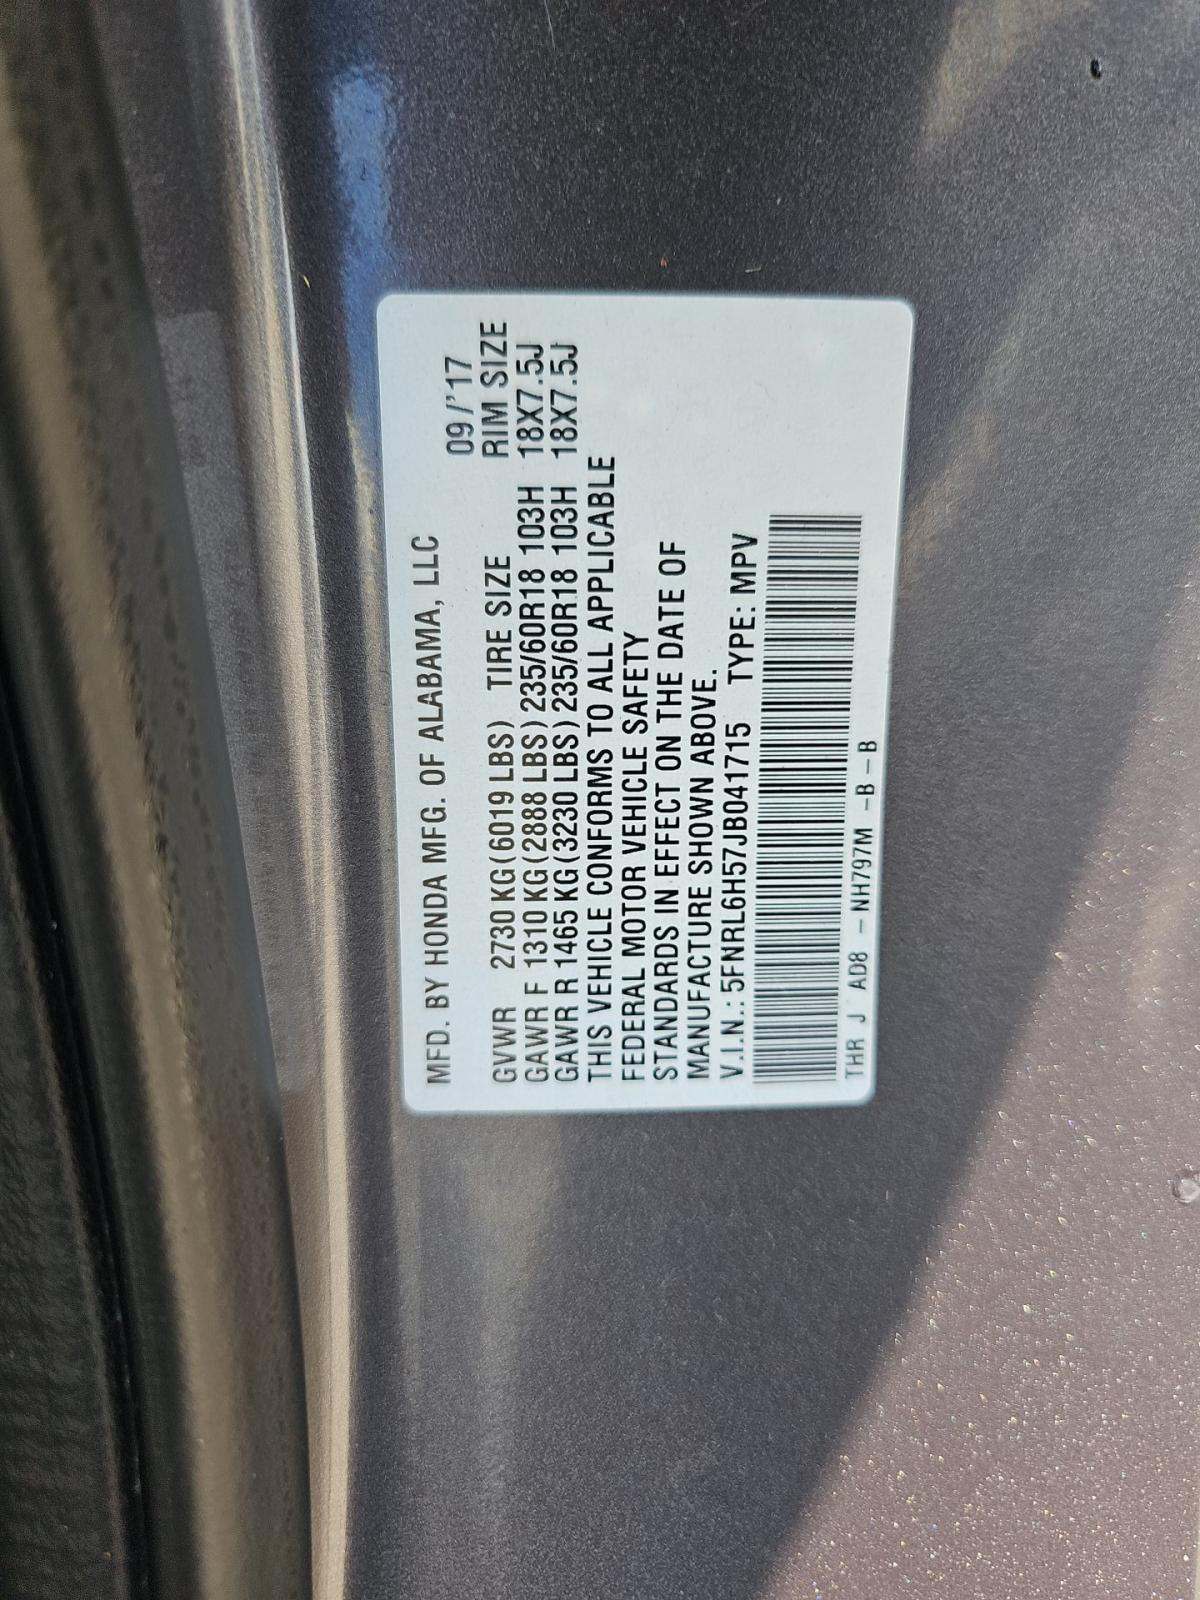 MFD. BY HONDA MFG. OF ALABAMA, LLC
09/'17
GVWR 2730KG(6019 LBS) TIRE SIZE RIM SIZE
GAWR F 1310 KG(2888 LBS) 235/60R18 103H 18X7.5J
GAWR R 1465 KG(3230 LBS) 235/60R18 103H 18X7.5J
THIS VEHICLE CONFORMS TO ALL APPLICABLE
FEDERAL MOTOR VEHICLE SAFETY
STANDARDS IN EFFECT ON THE DATE OF
MANUFACTURE SHOWN ABOVE.
V.I.N.: 5FNRL6H57JB041715 TYPE: MPV
THR J AD8 – NH797M –B–B